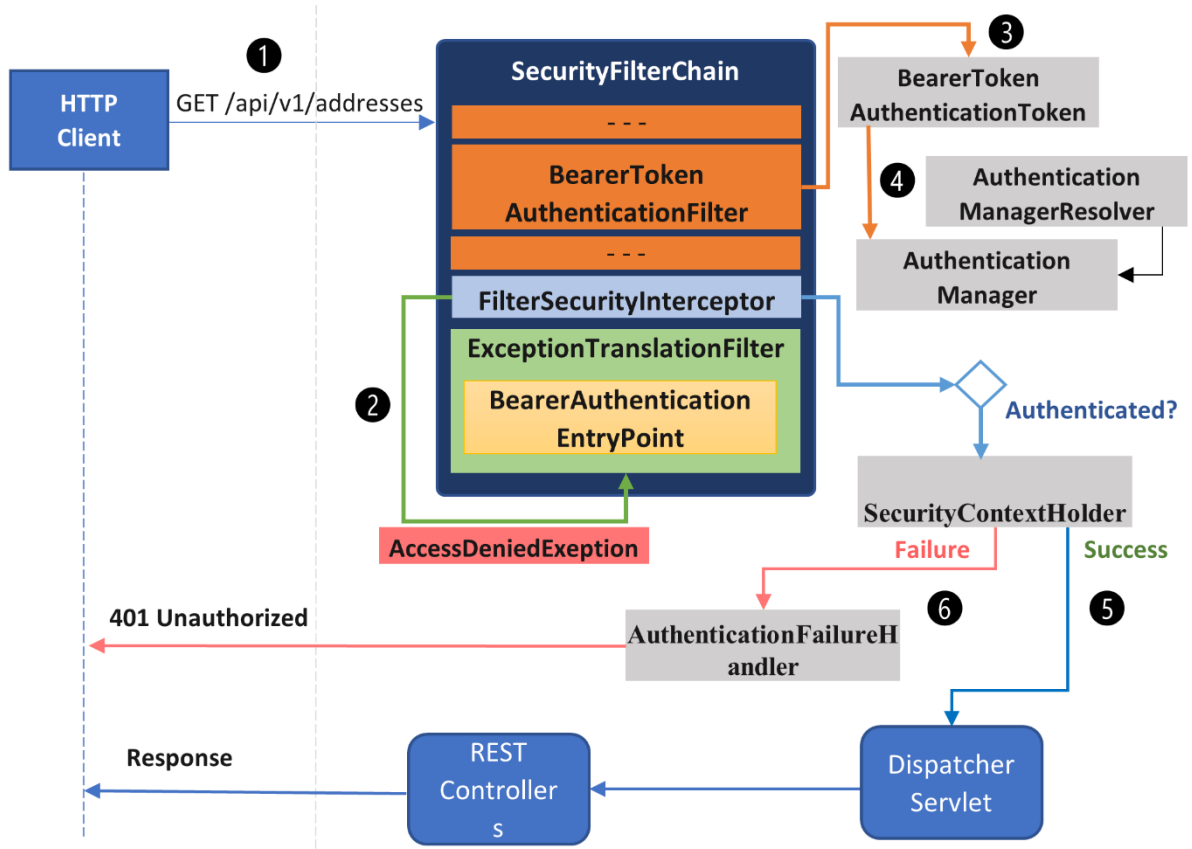 1
HTTP
Client
GET /api/v1/addresses
SecurityFilterChain
- - -
BearerToken
AuthenticationFilter
- - -
FilterSecurityInterceptor
ExceptionTranslationFilter
BearerAuthentication
EntryPoint
2
AccessDeniedExeption
3
BearerToken
AuthenticationToken
4
Authentication
ManagerResolver
Authentication
Manager
Authenticated?
SecurityContextHolder
Failure
Success
6
5
401 Unauthorized
AuthenticationFailureH
andler
Response
REST
Controller
s
Dispatcher
Servlet